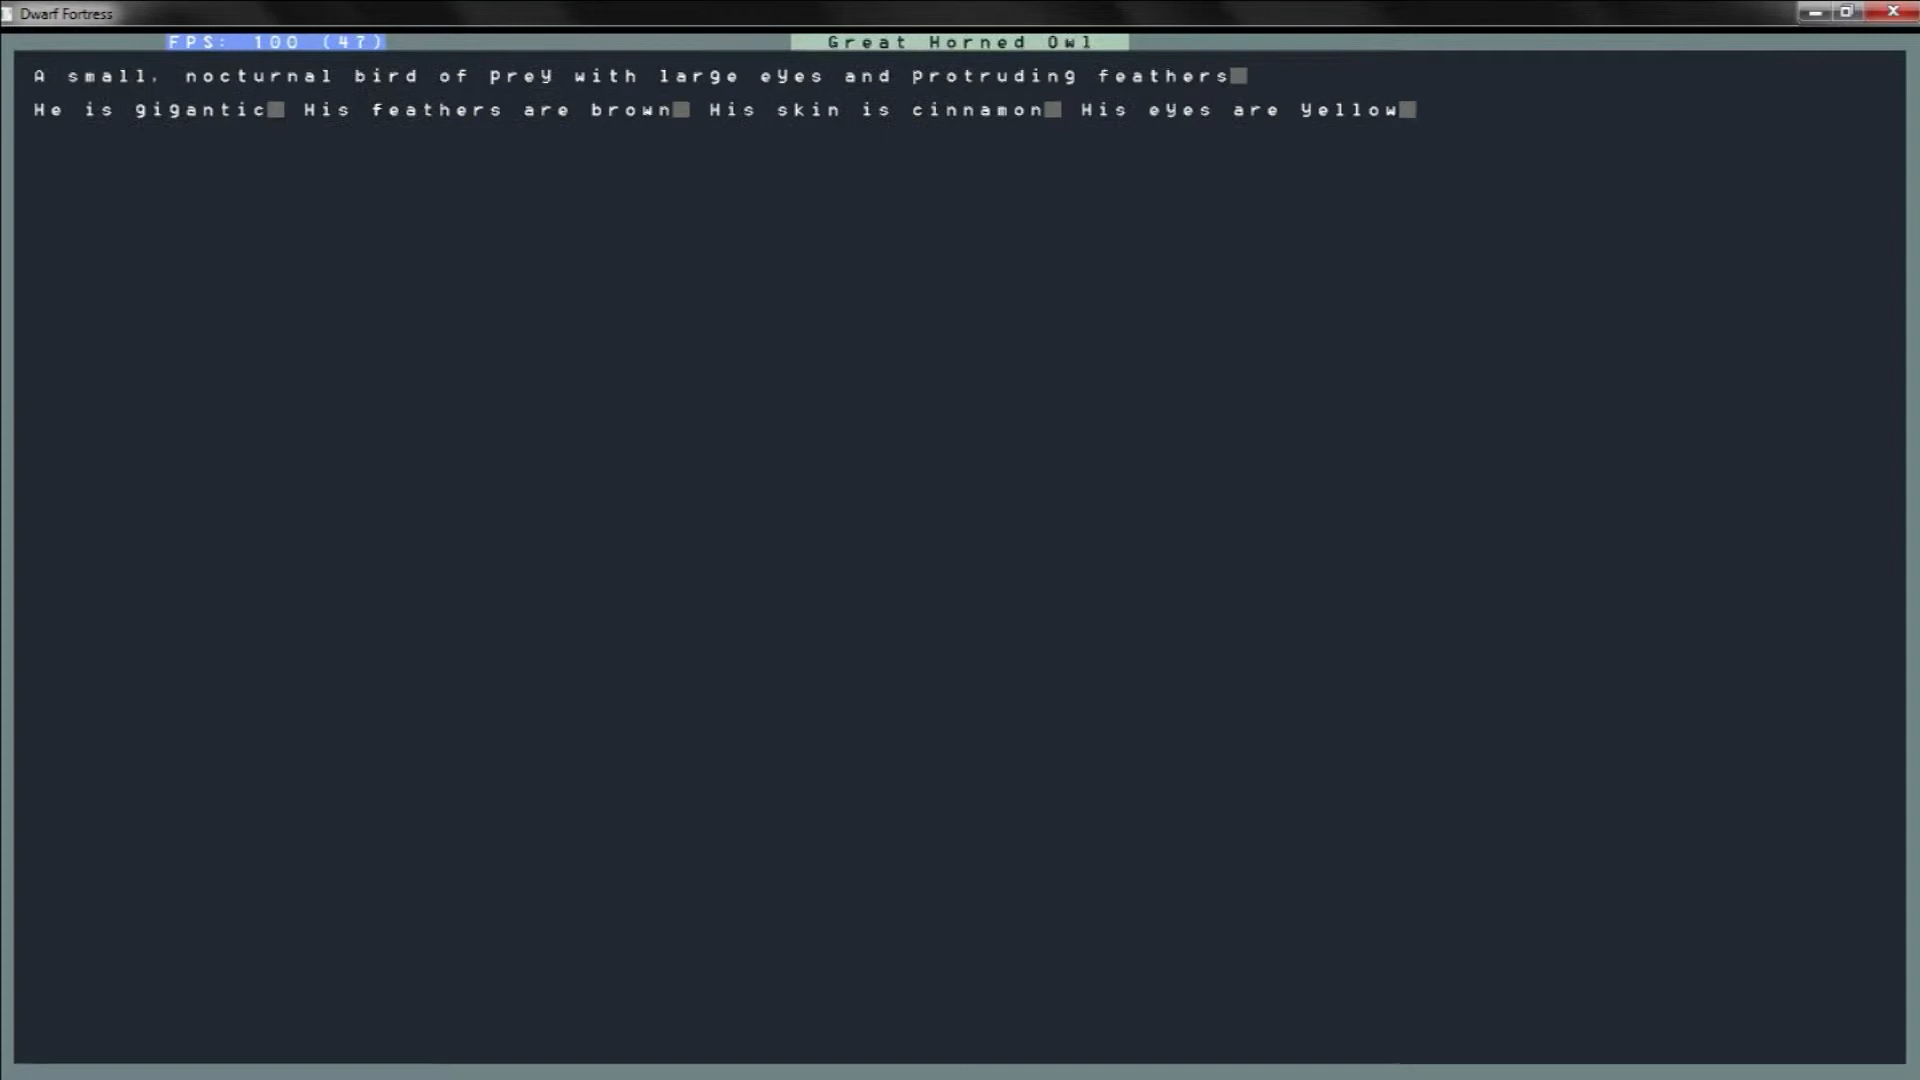 Dwarf Fortress
FPS: 100 (47)
Great Horned Owl
A small, nocturnal bird of prey with large eyes and protruding feathers
He is gigantic His feathers are brown His skin is cinnamon His eyes are yellow